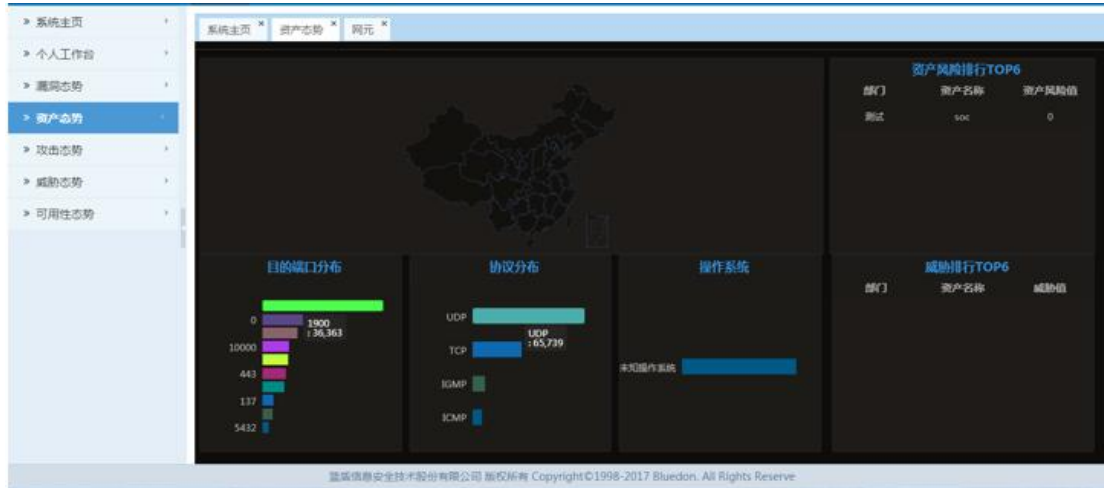 » 系统主页
» 个人工作台
» 漏洞态势
» 资产态势
» 攻击态势
» 威胁态势
» 可用性态势
系统主页 × 资产态势 × 网元 ×
资产风险排行TOP6
部门 资产名称 资产风险值
测试 soc 0
目的端口分布
0
10000
443
137
5432
1900
: 36,363
协议分布
UDP
TCP
IGMP
ICMP
UDP
: 65,739
操作系统
未知操作系统
威胁排行TOP6
部门 资产名称 威胁值
蓝盾信息安全技术股份有限公司 版权所有 Copyright©1998-2017 Bluedon. All Rights Reserve